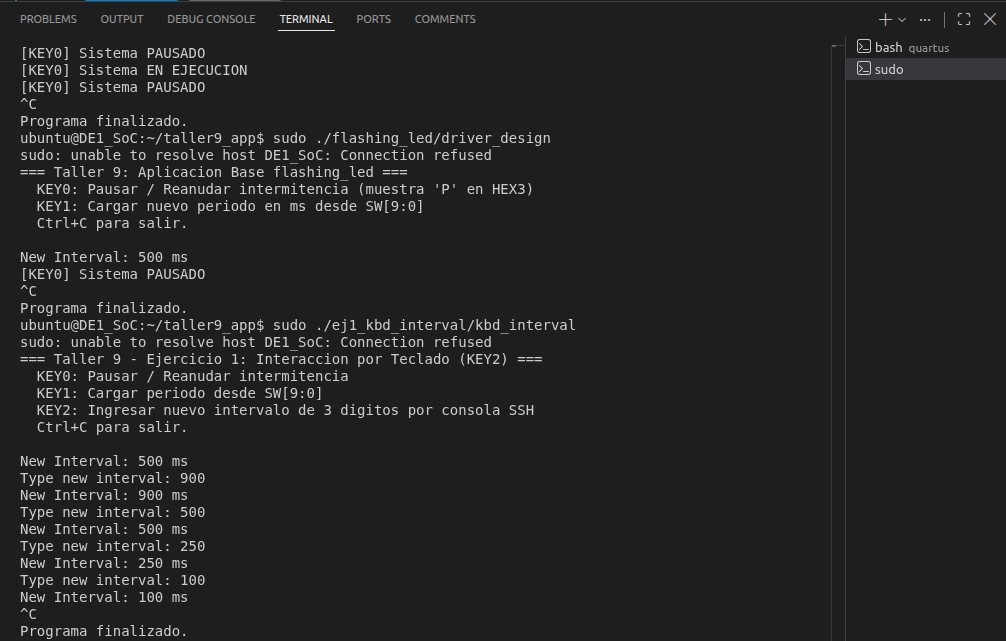 PROBLEMS OUTPUT DEBUG CONSOLE TERMINAL PORTS COMMENTS
bash quartus
sudo
[KEY0] Sistema PAUSADO
[KEY0] Sistema EN EJECUCION
[KEY0] Sistema PAUSADO
^C
Programa finalizado.
ubuntu@DE1_SoC:~/taller9_app$ sudo ./flashing_led/driver_design
sudo: unable to resolve host DE1_SoC: Connection refused
=== Taller 9: Aplicacion Base flashing_led ===
  KEY0: Pausar / Reanudar intermitencia (muestra 'P' en HEX3)
  KEY1: Cargar nuevo periodo en ms desde SW[9:0]
  Ctrl+C para salir.

New Interval: 500 ms
[KEY0] Sistema PAUSADO
^C
Programa finalizado.
ubuntu@DE1_SoC:~/taller9_app$ sudo ./ej1_kbd_interval/kbd_interval
sudo: unable to resolve host DE1_SoC: Connection refused
=== Taller 9 - Ejercicio 1: Interaccion por Teclado (KEY2) ===
  KEY0: Pausar / Reanudar intermitencia
  KEY1: Cargar periodo desde SW[9:0]
  KEY2: Ingresar nuevo intervalo de 3 digitos por consola SSH
  Ctrl+C para salir.

New Interval: 500 ms
Type new interval: 900
New Interval: 900 ms
Type new interval: 500
New Interval: 500 ms
Type new interval: 250
New Interval: 250 ms
Type new interval: 100
New Interval: 100 ms
^C
Programa finalizado.